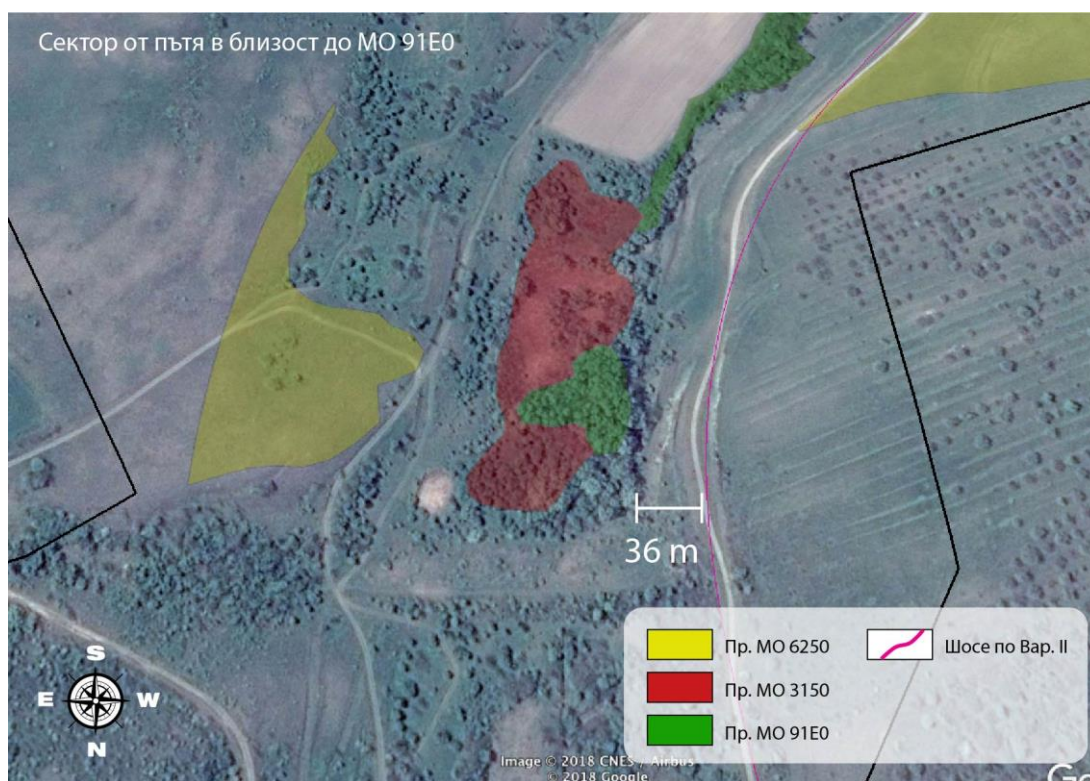 Сектор от пътя в близост до МО 91Е0
36 m
Пр. МО 6250
Шосе по Вар. II
Пр. МО 3150
Пр. МО 91Е0
S
E W
N
Image © 2018 CNES / Airbus
© 2018 Google
G